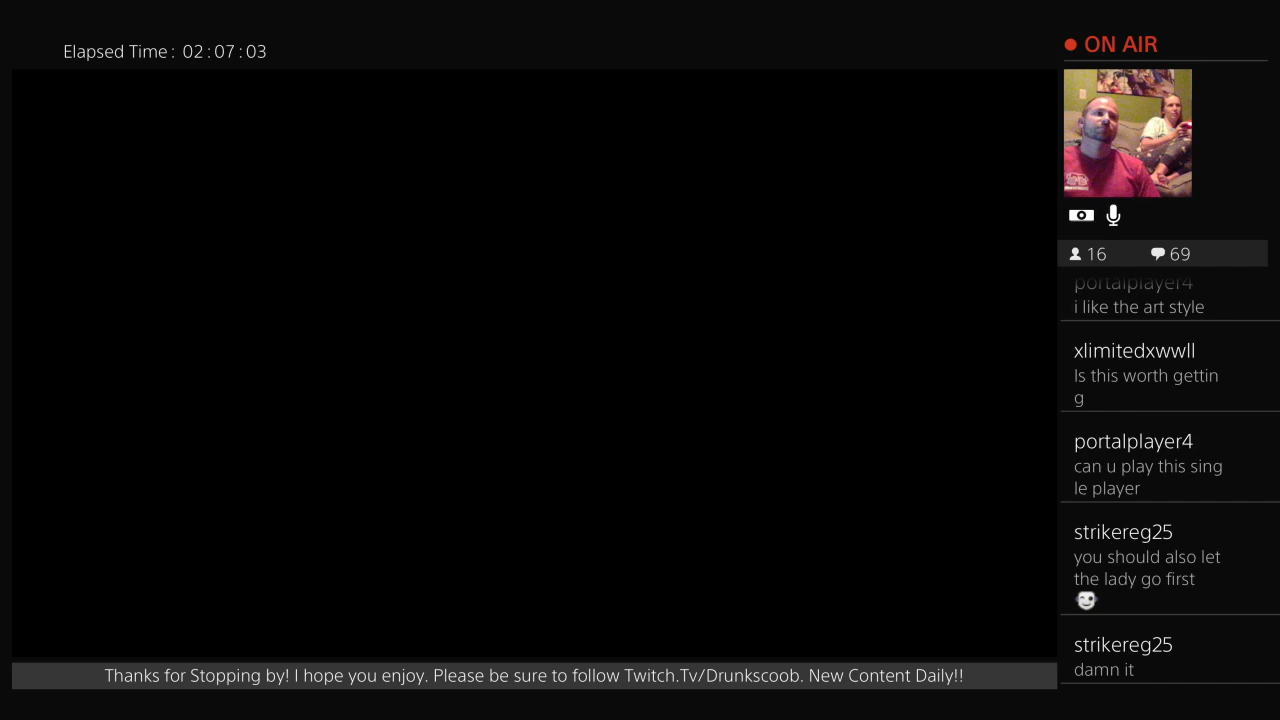 Elapsed Time: 02:07:03
ON AIR
16 69
portalplayer4
i like the art style
xlimitedxwwll
Is this worth gettin
g
portalplayer4
can u play this sing
le player
strikereg25
you should also let
the lady go first
strikereg25
damn it
Thanks for Stopping by! I hope you enjoy. Please be sure to follow Twitch.Tv/Drunkscoob. New Content Daily!!